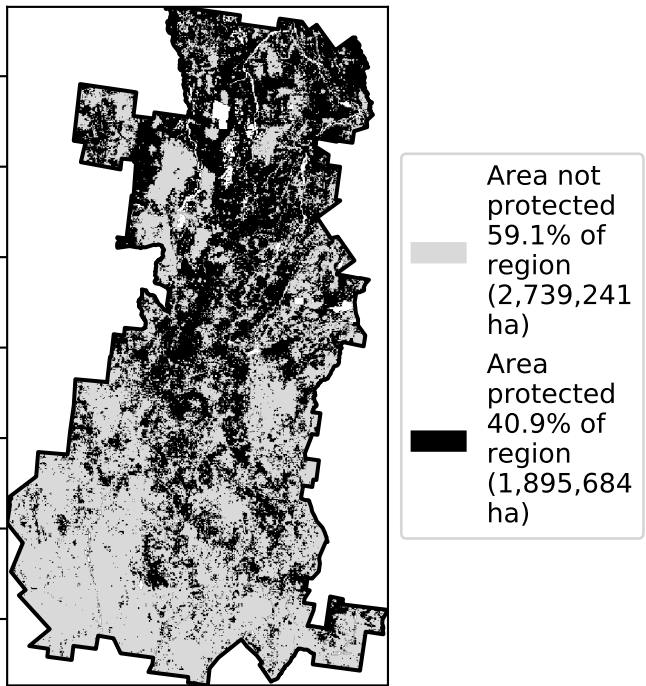 Area not
protected
59.1% of
region
(2,739,241
ha)
Area
protected
40.9% of
region
(1,895,684
ha)